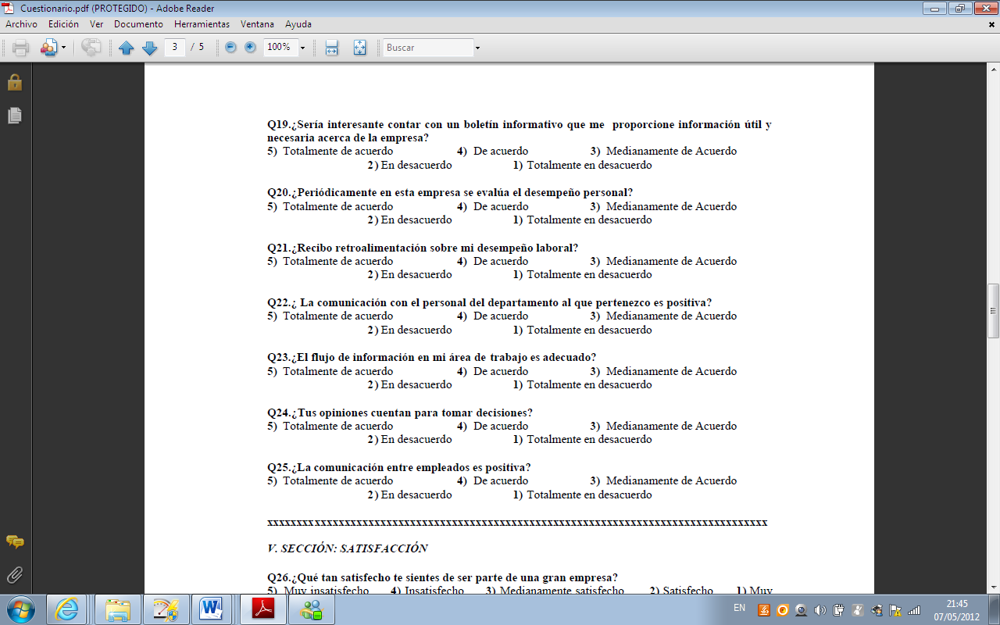 Cuestionario.pdf (PROTEGIDO) - Adobe Reader
Archivo Edición Ver Documento Herramientas Ventana Ayuda
3 / 5 100% Buscar
Q19.¿Sería interesante contar con un boletín informativo que me proporcione información útil y
necesaria acerca de la empresa?
5) Totalmente de acuerdo 4) De acuerdo 3) Medianamente de Acuerdo
2) En desacuerdo 1) Totalmente en desacuerdo
Q20.¿Periódicamente en esta empresa se evalúa el desempeño personal?
5) Totalmente de acuerdo 4) De acuerdo 3) Medianamente de Acuerdo
2) En desacuerdo 1) Totalmente en desacuerdo
Q21.¿Recibo retroalimentación sobre mi desempeño laboral?
5) Totalmente de acuerdo 4) De acuerdo 3) Medianamente de Acuerdo
2) En desacuerdo 1) Totalmente en desacuerdo
Q22.¿ La comunicación con el personal del departamento al que pertenezco es positiva?
5) Totalmente de acuerdo 4) De acuerdo 3) Medianamente de Acuerdo
2) En desacuerdo 1) Totalmente en desacuerdo
Q23.¿El flujo de información en mi área de trabajo es adecuado?
5) Totalmente de acuerdo 4) De acuerdo 3) Medianamente de Acuerdo
2) En desacuerdo 1) Totalmente en desacuerdo
Q24.¿Tus opiniones cuentan para tomar decisiones?
5) Totalmente de acuerdo 4) De acuerdo 3) Medianamente de Acuerdo
2) En desacuerdo 1) Totalmente en desacuerdo
Q25.¿La comunicación entre empleados es positiva?
5) Totalmente de acuerdo 4) De acuerdo 3) Medianamente de Acuerdo
2) En desacuerdo 1) Totalmente en desacuerdo
xxxxxxxxxxxxxxxxxxxxxxxxxxxxxxxxxxxxxxxxxxxxxxxxxxxxxxxxxxxxxxxxxxxxxxxxxxxxxxxxxxx
V. SECCIÓN: SATISFACCIÓN
Q26.¿Qué tan satisfecho te sientes de ser parte de una gran empresa?
5) Muy insatisfecho 4) Insatisfecho 3) Medianamente satisfecho 2) Satisfecho 1) Muy
EN 21:45
07/05/2012